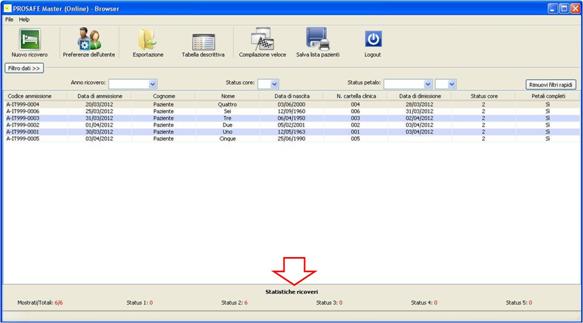 PROSAFE Master (Online) - Browser
File Help
Nuovo ricovero Preferenze dell'utente Esportazione Tabella descrittiva Compilazione veloce Salva lista pazienti Logout
Filtro dati >>
Anno ricovero: Status core: Status petalo: Rimuovi filtri rapidi
Codice ammissione Data di ammissione Cognome Nome Data di nascita N. cartella clinica Data di dimissione Status core Petali completi
A-IT999-0004 20/03/2012 Paziente Quattro 03/06/2000 004 28/03/2012 2 Sì
A-IT999-0006 25/03/2012 Paziente Sei 12/09/1960 006 31/03/2012 2 Sì
A-IT999-0003 31/03/2012 Paziente Tre 06/04/1950 003 02/04/2012 2 Sì
A-IT999-0002 01/04/2012 Paziente Due 05/02/2001 002 03/04/2012 2 Sì
A-IT999-0001 30/03/2012 Paziente Uno 12/05/1963 001 03/04/2012 2 Sì
A-IT999-0005 03/04/2012 Paziente Cinque 25/06/1990 005 2 Sì
Statistiche ricoveri
Mostrati/Totali: 6/6 Status 1: 0 Status 2: 6 Status 3: 0 Status 4: 0 Status 5: 0